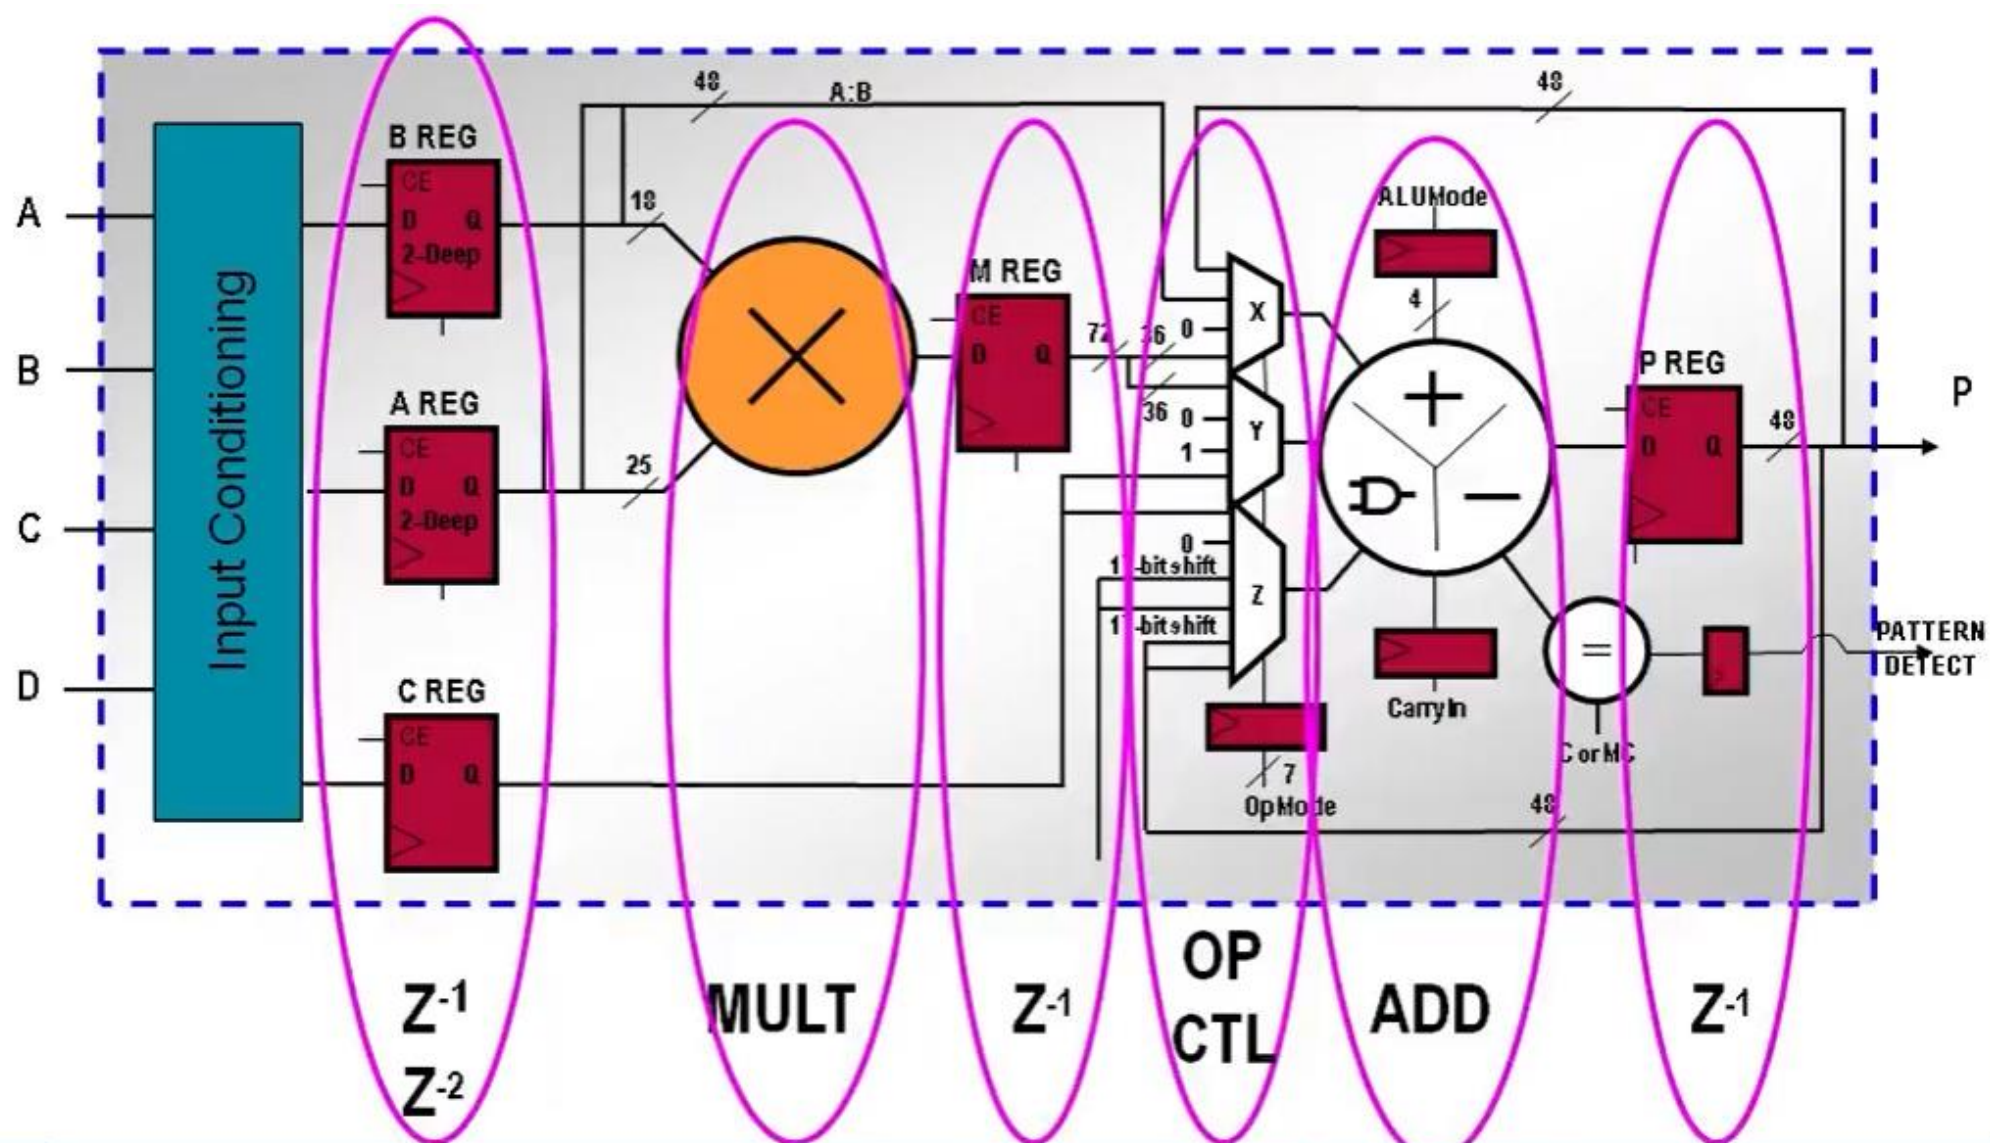 A
B
C
D
Input Conditioning
B REG
CE
D Q
2-Deep
A REG
CE
D Q
2-Deep
C REG
CE
D Q
48
A:B
18
25
M REG
CE
D Q
72
36
36
0
X
0
1
Y
0
17-bit shift
17-bit shift
Z
7
OpMode
48
ALUMode
4
+
−
CarryIn
=
C or MC
48
P REG
CE
D Q
48
P
PATTERN
DETECT
Z-1
Z-2
MULT
Z-1
OP
CTL
ADD
Z-1